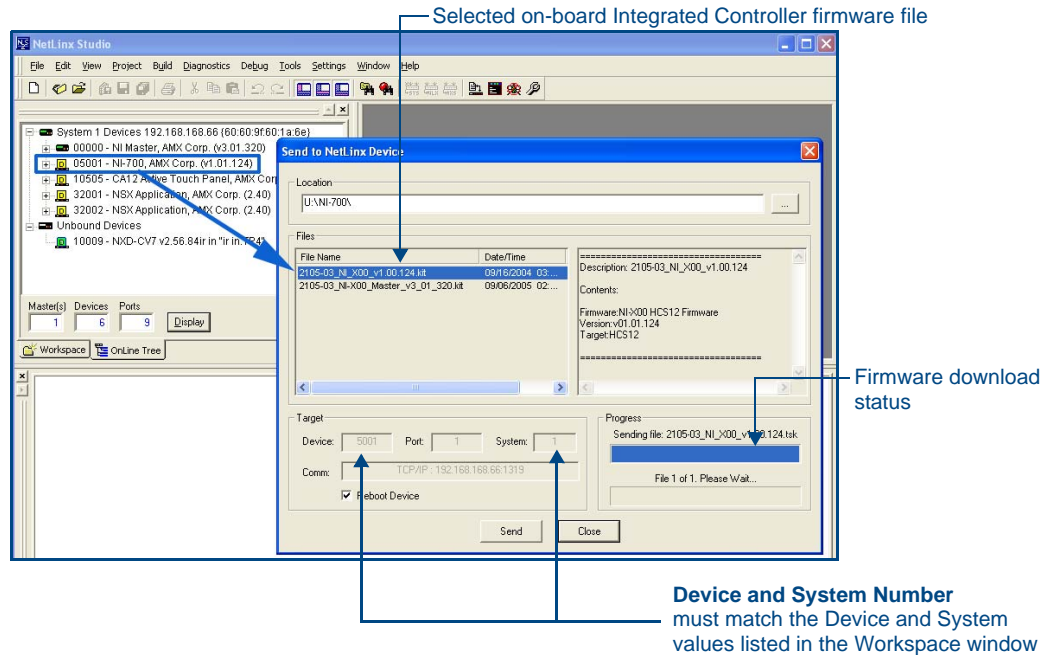 Selected on-board Integrated Controller firmware file
NetLinx Studio
File Edit View Project Build Diagnostics Debug Tools Settings Window Help
System 1 Devices 192.168.168.66 (60:60:9f:60:1a:6e)
00000 - NI Master, AMX Corp. (v3.01.320)
05001 - NI-700, AMX Corp. (v1.01.124)
10505 - CA12 Active Touch Panel, AMX Corp
32001 - NSX Application, AMX Corp. (2.40)
32002 - NSX Application, AMX Corp. (2.40)
Unbound Devices
10009 - NXD-CV7 v2.56.84ir in "ir in.TP4"
Master(s) Devices Ports
1 6 9 Display
Workspace OnLine Tree
Send to NetLinx Device
Location
U:\NI-700\
...
Files
File Name Date/Time
2105-03_NI_X00_v1.00.124.kit 09/16/2004 03:...
2105-03_NI-X00_Master_v3_01_320.kit 09/06/2005 02:...
===================================
Description: 2105-03_NI_X00_v1.00.124
Contents:
Firmware:NI-X00 HCS12 Firmware
Version:v01.01.124
Target:HCS12
===================================
Target
Device: 5001 Port: 1 System: 1
Comm: TCP/IP : 192.168.168.66:1319
Reboot Device
Progress
Sending file: 2105-03_NI_X00_v1.00.124.tsk
File 1 of 1. Please Wait...
Send Close
Firmware download
status
Device and System Number
must match the Device and System
values listed in the Workspace window